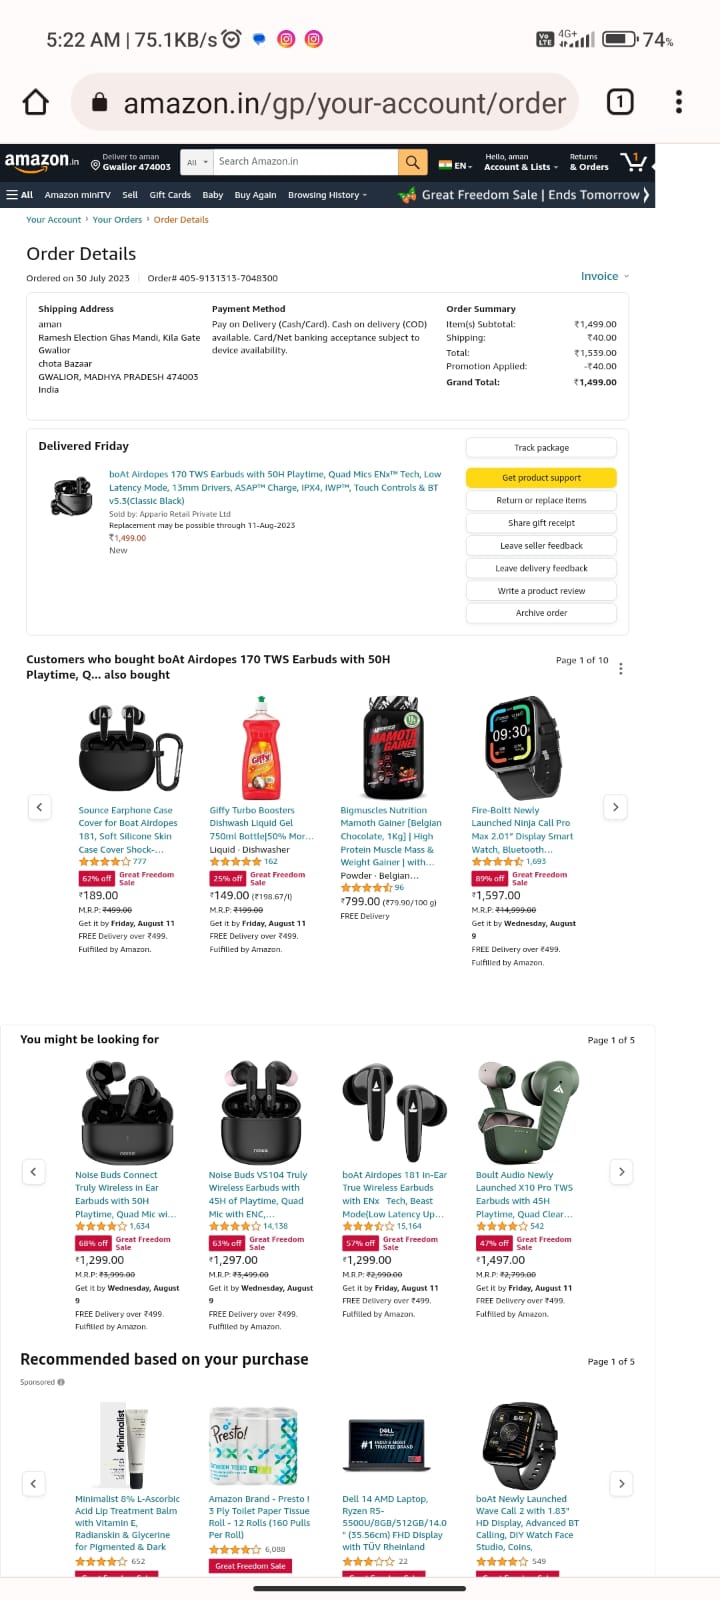 5:22 AM | 75.1KB/s
Vo LTE 4G+ 74%
amazon.in/gp/your-account/order
1
amazon.in
Deliver to aman
Gwalior 474003
All
Search Amazon.in
EN
Hello, aman
Account & Lists
Returns
& Orders
1
All Amazon miniTV Sell Gift Cards Baby Buy Again Browsing History
Great Freedom Sale | Ends Tomorrow
Your Account › Your Orders › Order Details
Order Details
Ordered on 30 July 2023 | Order# 405-9131313-7048300
Invoice
Shipping Address
aman
Ramesh Election Ghas Mandi, Kila Gate
Gwalior
chota Bazaar
GWALIOR, MADHYA PRADESH 474003
India
Payment Method
Pay on Delivery (Cash/Card). Cash on delivery (COD)
available. Card/Net banking acceptance subject to
device availability.
Order Summary
Item(s) Subtotal: ₹1,499.00
Shipping: ₹40.00
Total: ₹1,539.00
Promotion Applied: -₹40.00
Grand Total: ₹1,499.00
Delivered Friday
boAt Airdopes 170 TWS Earbuds with 50H Playtime, Quad Mics ENx™ Tech, Low
Latency Mode, 13mm Drivers, ASAP™ Charge, IPX4, IWP™, Touch Controls & BT
v5.3(Classic Black)
Sold by: Appario Retail Private Ltd
Replacement may be possible through 11-Aug-2023
₹1,499.00
New
Track package
Get product support
Return or replace items
Share gift receipt
Leave seller feedback
Leave delivery feedback
Write a product review
Archive order
Customers who bought boAt Airdopes 170 TWS Earbuds with 50H
Playtime, Q... also bought
Page 1 of 10
Sounce Earphone Case
Cover for Boat Airdopes
181, Soft Silicone Skin
Case Cover Shock-...
777
62% off Great Freedom
Sale
₹189.00
M.R.P: ₹499.00
Get it by Friday, August 11
FREE Delivery over ₹499.
Fulfilled by Amazon.
Giffy
Giffy Turbo Boosters
Dishwash Liquid Gel
750ml Bottle|50% Mor...
Liquid · Dishwasher
162
25% off Great Freedom
Sale
₹149.00 (₹198.67/l)
M.R.P: ₹199.00
Get it by Friday, August 11
FREE Delivery over ₹499.
Fulfilled by Amazon.
MAMOTH
GAINER
Bigmuscles Nutrition
Mamoth Gainer [Belgian
Chocolate, 1Kg] | High
Protein Muscle Mass &
Weight Gainer | with...
Powder · Belgian...
96
₹799.00 (₹79.90/100 g)
FREE Delivery
09:30
Fire-Boltt Newly
Launched Ninja Call Pro
Max 2.01" Display Smart
Watch, Bluetooth...
1,693
89% off Great Freedom
Sale
₹1,597.00
M.R.P: ₹14,999.00
Get it by Wednesday, August
9
FREE Delivery over ₹499.
Fulfilled by Amazon.
You might be looking for
Page 1 of 5
noise
Noise Buds Connect
Truly Wireless in Ear
Earbuds with 50H
Playtime, Quad Mic wi...
1,634
68% off Great Freedom
Sale
₹1,299.00
M.R.P: ₹3,999.00
Get it by Wednesday, August
9
FREE Delivery over ₹499.
Fulfilled by Amazon.
noise
Noise Buds VS104 Truly
Wireless Earbuds with
45H of Playtime, Quad
Mic with ENC,...
14,138
63% off Great Freedom
Sale
₹1,297.00
M.R.P: ₹3,499.00
Get it by Wednesday, August
9
FREE Delivery over ₹499.
Fulfilled by Amazon.
boAt Airdopes 181 in-Ear
True Wireless Earbuds
with ENx Tech, Beast
Mode(Low Latency Up...
15,164
57% off Great Freedom
Sale
₹1,299.00
M.R.P: ₹2,990.00
Get it by Friday, August 11
FREE Delivery over ₹499.
Fulfilled by Amazon.
Boult Audio Newly
Launched X10 Pro TWS
Earbuds with 45H
Playtime, Quad Clear...
542
47% off Great Freedom
Sale
₹1,497.00
M.R.P: ₹2,799.00
Get it by Friday, August 11
FREE Delivery over ₹499.
Fulfilled by Amazon.
Recommended based on your purchase
Page 1 of 5
Sponsored
Minimalist
Minimalist 8% L-Ascorbic
Acid Lip Treatment Balm
with Vitamin E,
Radianskin & Glycerine
for Pigmented & Dark
652
Presto!
Amazon Brand - Presto !
3 Ply Toilet Paper Tissue
Roll - 12 Rolls (160 Pulls
Per Roll)
6,088
Great Freedom Sale
DELL
#1 INDIA'S MOST
TRUSTED BRAND
Dell 14 AMD Laptop,
Ryzen R5-
5500U/8GB/512GB/14.0
" (35.56cm) FHD Display
with TÜV Rheinland
22
boAt Newly Launched
Wave Call 2 with 1.83"
HD Display, Advanced BT
Calling, DIY Watch Face
Studio, Coins,
549